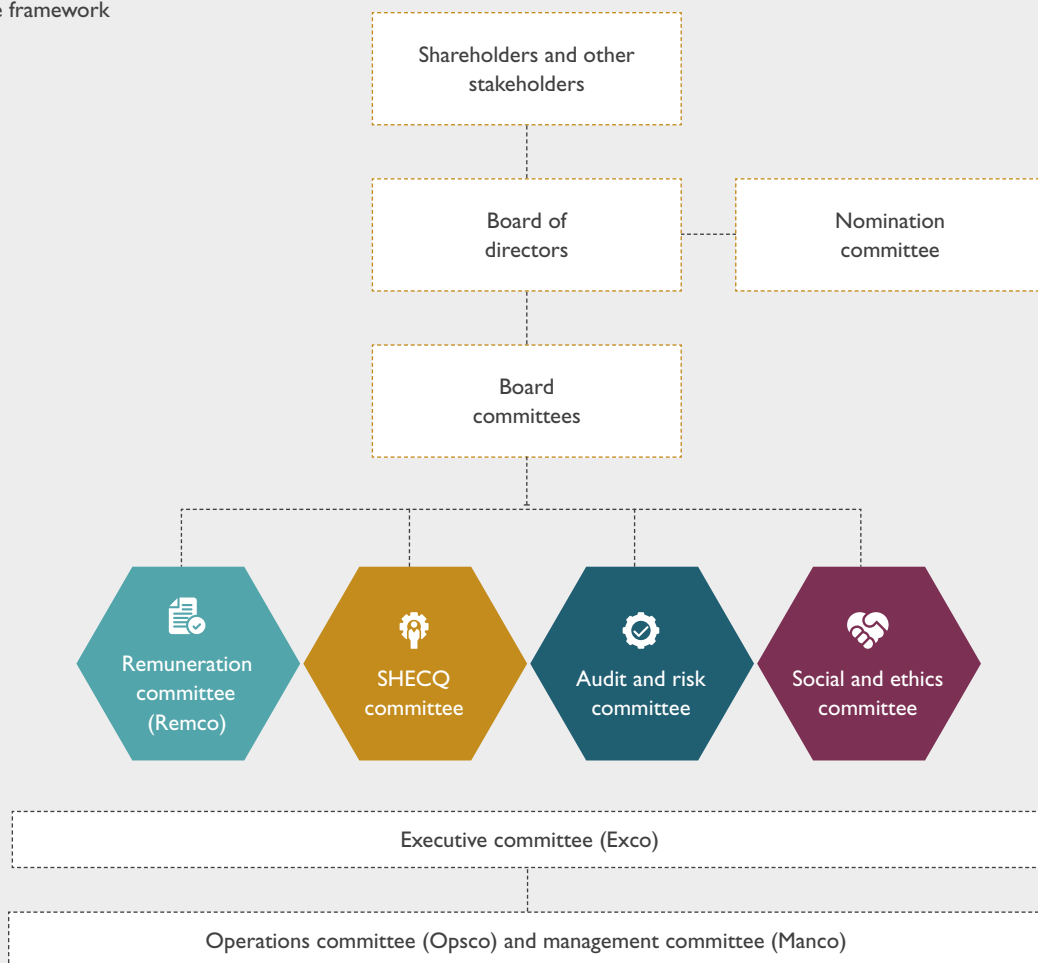 framework
Shareholders and other
stakeholders
Board of
directors
Nomination
committee
Board
committees
Remuneration
committee
(Remco)
SHECQ
committee
Audit and risk
committee
Social and ethics
committee
Executive committee (Exco)
Operations committee (Opsco) and management committee (Manco)